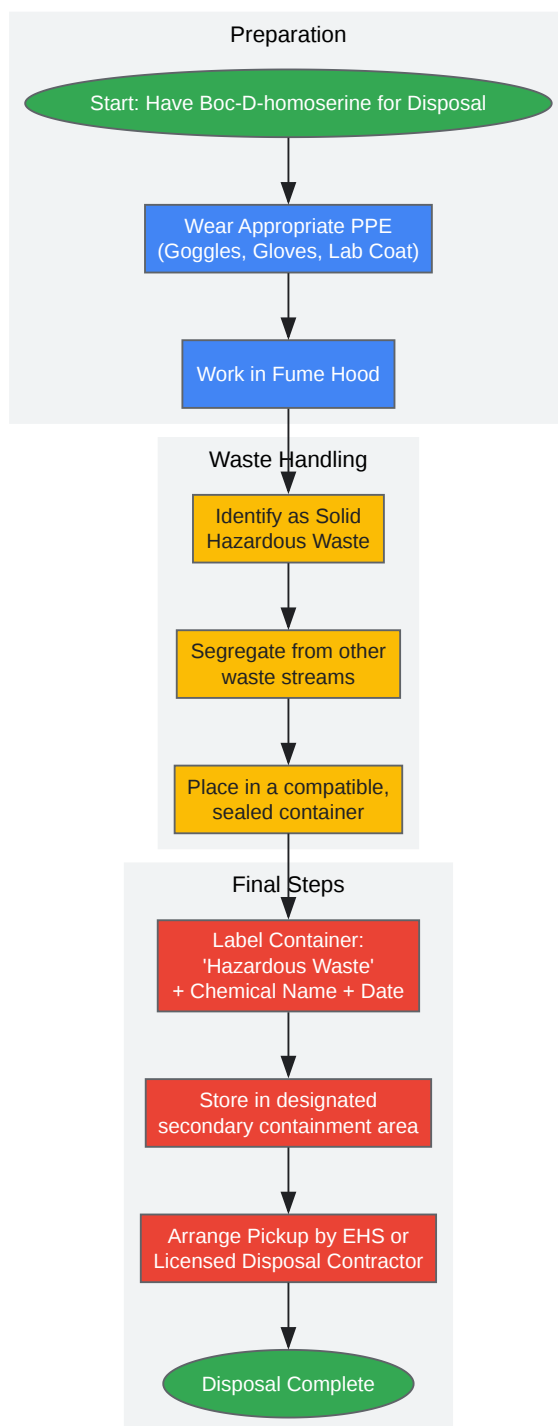 Preparation
Start: Have Boc-D-homoserine for Disposal
Wear Appropriate PPE
(Goggles, Gloves, Lab Coat)
Work in Fume Hood
Waste Handling
Identify as Solid
Hazardous Waste
Segregate from other
waste streams
Place in a compatible,
sealed container
Final Steps
Label Container:
'Hazardous Waste'
+ Chemical Name + Date
Store in designated
secondary containment area
Arrange Pickup by EHS or
Licensed Disposal Contractor
Disposal Complete